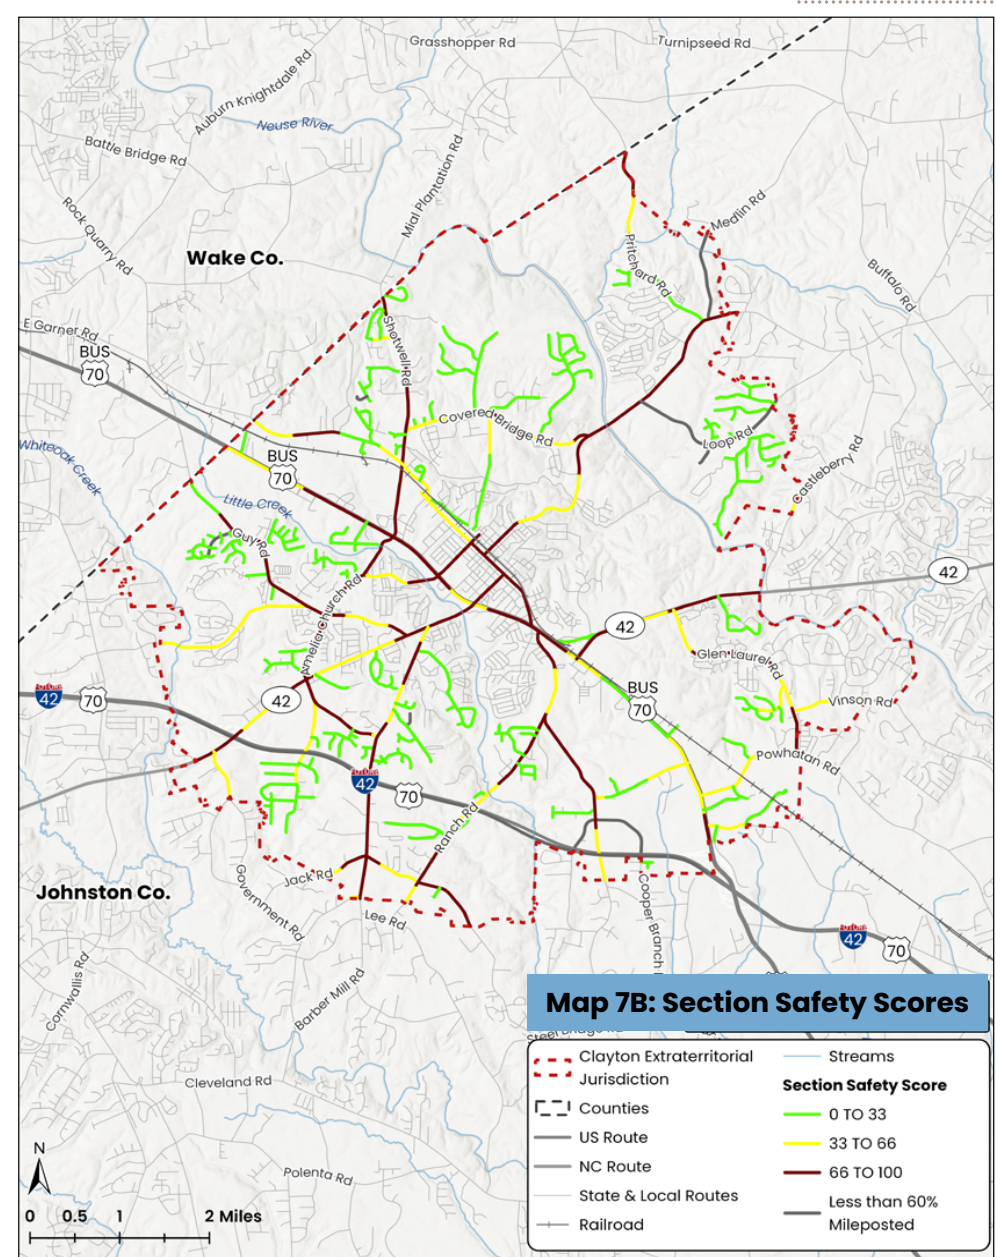 Grasshopper Rd
Turnipseed Rd
Auburn Knightdale Rd
Neuse River
Battle Bridge Rd
Mial Plantation Rd
Rock Quarry Rd
Medlin Rd
Wake Co.
Pritchard Rd
Buffalo Rd
E Garner Rd
Shotwell Rd
BUS
70
Covered Bridge Rd
Loop Rd
Whiteoak Creek
BUS
70
Castleberry Rd
Little Creek
Guy Rd
42
Amelia Church Rd
42
Glen Laurel Rd
FUTURE
42
70
42
BUS
70
Vinson Rd
Powhatan Rd
FUTURE
42
70
Ranch Rd
Johnston Co.
Jack Rd
Government Rd
Lee Rd
Cooper Branch
FUTURE
42
70
Cornwallis Rd
Barber Mill Rd
Map 7B: Section Safety Scores
Cleveland Rd
Polenta Rd
Clayton Extraterritorial
Jurisdiction
Counties
US Route
NC Route
State & Local Routes
Railroad
Streams
Section Safety Score
0 TO 33
33 TO 66
66 TO 100
Less than 60%
Mileposted
N
0 0.5 1 2 Miles